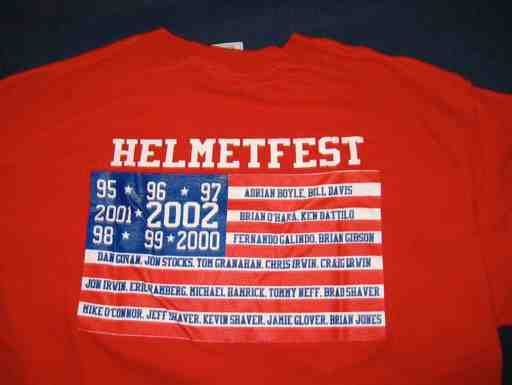 HELMETFEST
95 ★ 96 ★ 97
2001 ★ 2002
98 ★ 99 ★ 2000
ADRIAN BOYLE, BILL DAVIS
BRIAN O'HARA, KEN DATTILO
FERNANDO GALINDO, BRIAN GIBSON
DAN GOVAN, JON STOCKS, TOM GRANAHAN, CHRIS IRWIN, CRAIG IRWIN
JON IRWIN, MICHAEL HAMRICK, TOMMY NEFF, BRAD SHAVER
MIKE O'CONNOR, JEFF SHAVER, KEVIN SHAVER, JAMIE GLOVER, BRIAN JONES